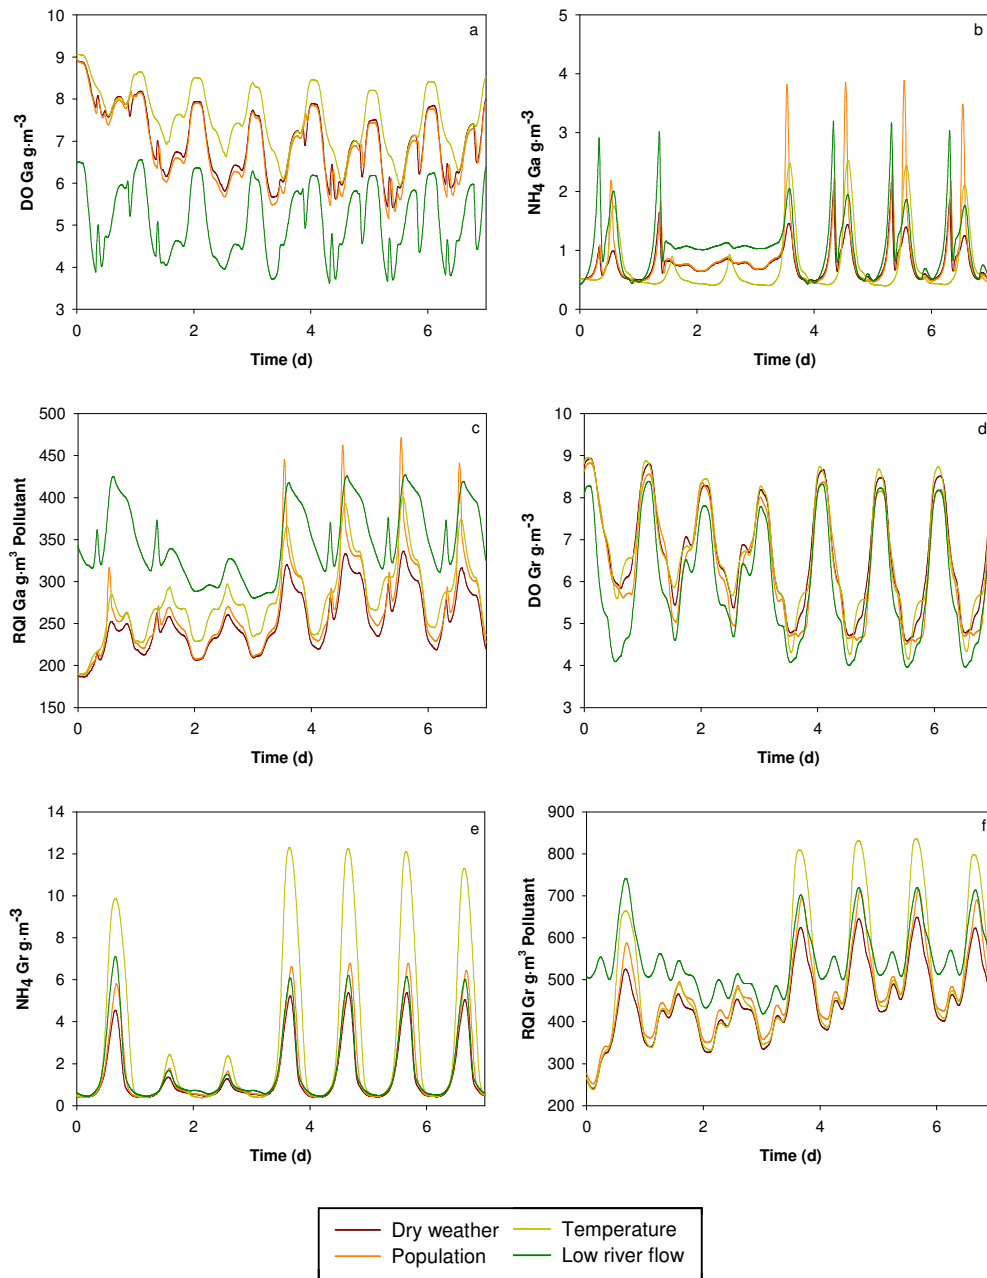 a
10
9
8
7
6
5
4
3
DO Ga g·m-3
0 2 4 6
Time (d)
b
5
4
3
2
1
0
NH4 Ga g·m-3
0 2 4 6
Time (d)
c
500
450
400
350
300
250
200
150
RQI Ga g·m³ Pollutant
0 2 4 6
Time (d)
d
10
9
8
7
6
5
4
3
DO Gr g·m-3
0 2 4 6
Time (d)
e
14
12
10
8
6
4
2
0
NH4 Gr g·m-3
0 2 4 6
Time (d)
f
900
800
700
600
500
400
300
200
RQI Gr g·m³ Pollutant
0 2 4 6
Time (d)
Dry weather Temperature
Population Low river flow